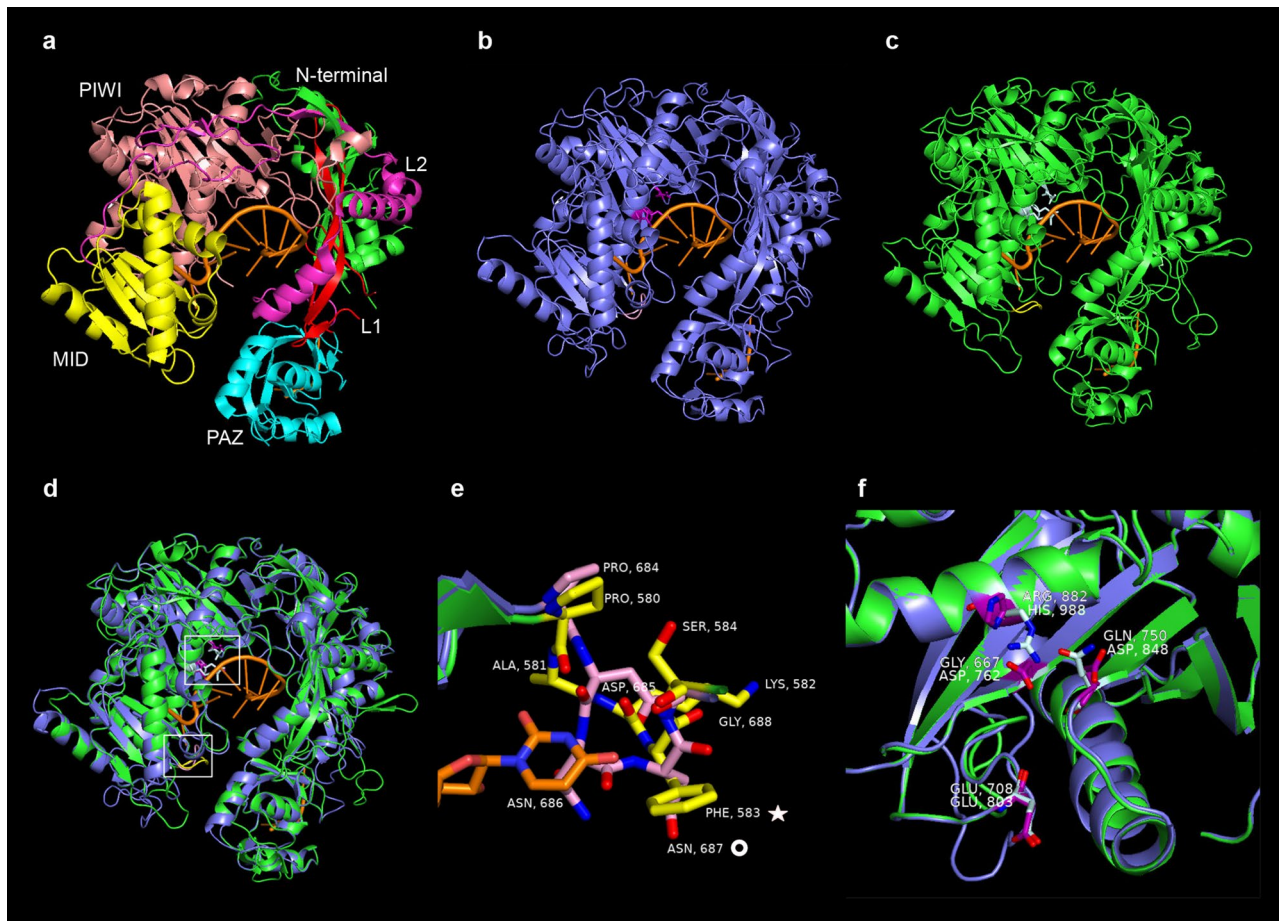 a
b
c
PIWI
N-terminal
L2
L1
MID
PAZ
d
e
f
PRO, 684
PRO, 580
SER, 584
ALA, 581
ASP, 685
LYS, 582
GLY, 688
ASN, 686
PHE, 583
ASN, 687
ARG, 882
HIS, 988
GLN, 750
ASP, 848
GLY, 667
ASP, 762
GLU, 708
GLU, 803